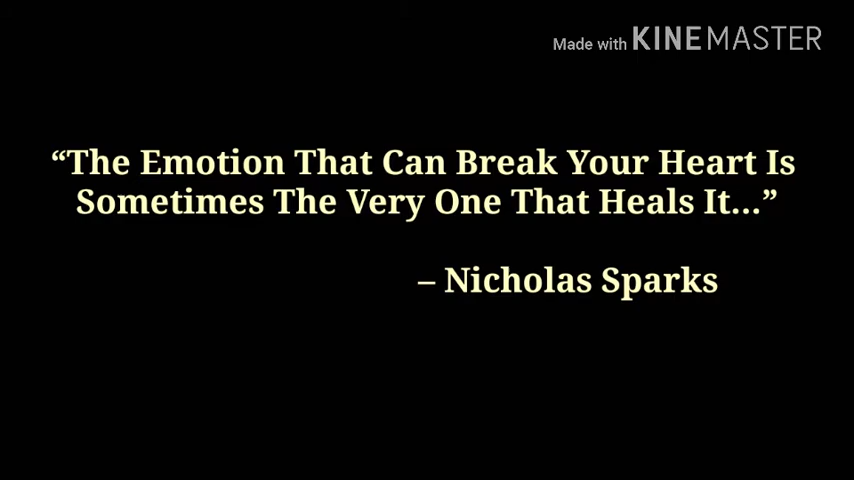 Made with KINEMASTER
“The Emotion That Can Break Your Heart Is
Sometimes The Very One That Heals It...”
– Nicholas Sparks